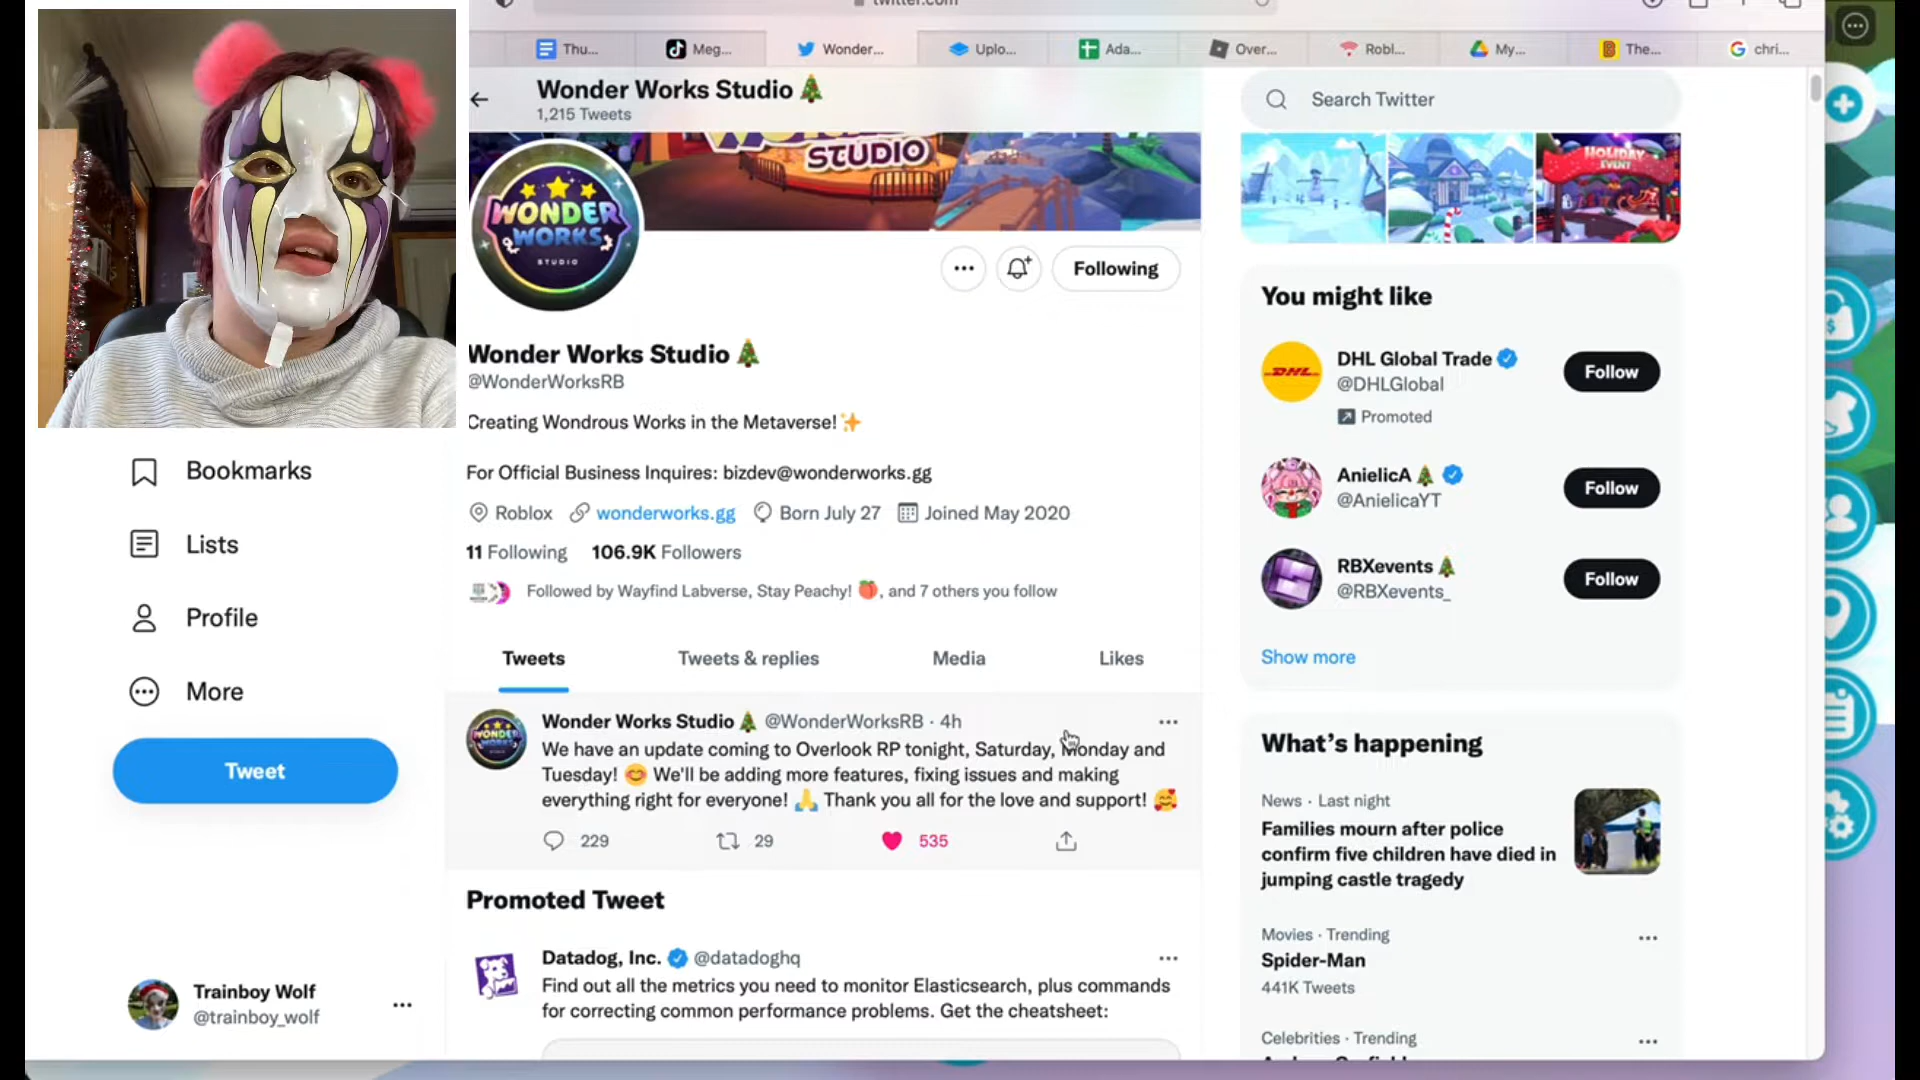 twitter.com
Thu...
Meg...
Wonder...
Uplo...
Ada...
Over...
Robl...
My...
The...
chri...
Wonder Works Studio🎄
1,215 Tweets
Search Twitter
STUDIO
WONDER
WORKS
STUDIO
HOLIDAY
EVENT
Following
Wonder Works Studio🎄
@WonderWorksRB
Creating Wondrous Works in the Metaverse!✨
For Official Business Inquires: bizdev@wonderworks.gg
Roblox wonderworks.gg Born July 27 Joined May 2020
11 Following 106.9K Followers
Followed by Wayfind Labverse, Stay Peachy! 🍑, and 7 others you follow
Tweets Tweets & replies Media Likes
WONDER
WORKS
Wonder Works Studio🎄 @WonderWorksRB · 4h
We have an update coming to Overlook RP tonight, Saturday, Monday and
Tuesday! 😊 We'll be adding more features, fixing issues and making
everything right for everyone! 🙏 Thank you all for the love and support! 🥰
229 29 535
Promoted Tweet
Datadog, Inc. @datadoghq
Find out all the metrics you need to monitor Elasticsearch, plus commands
for correcting common performance problems. Get the cheatsheet:
Bookmarks
Lists
Profile
More
Tweet
Trainboy Wolf
@trainboy_wolf
You might like
DHL
DHL Global Trade
@DHLGlobal
Promoted
Follow
AnielicA🎄
@AnielicaYT
Follow
RBXevents🎄
@RBXevents_
Follow
Show more
What's happening
News · Last night
Families mourn after police
confirm five children have died in
jumping castle tragedy
Movies · Trending
Spider-Man
441K Tweets
Celebrities · Trending